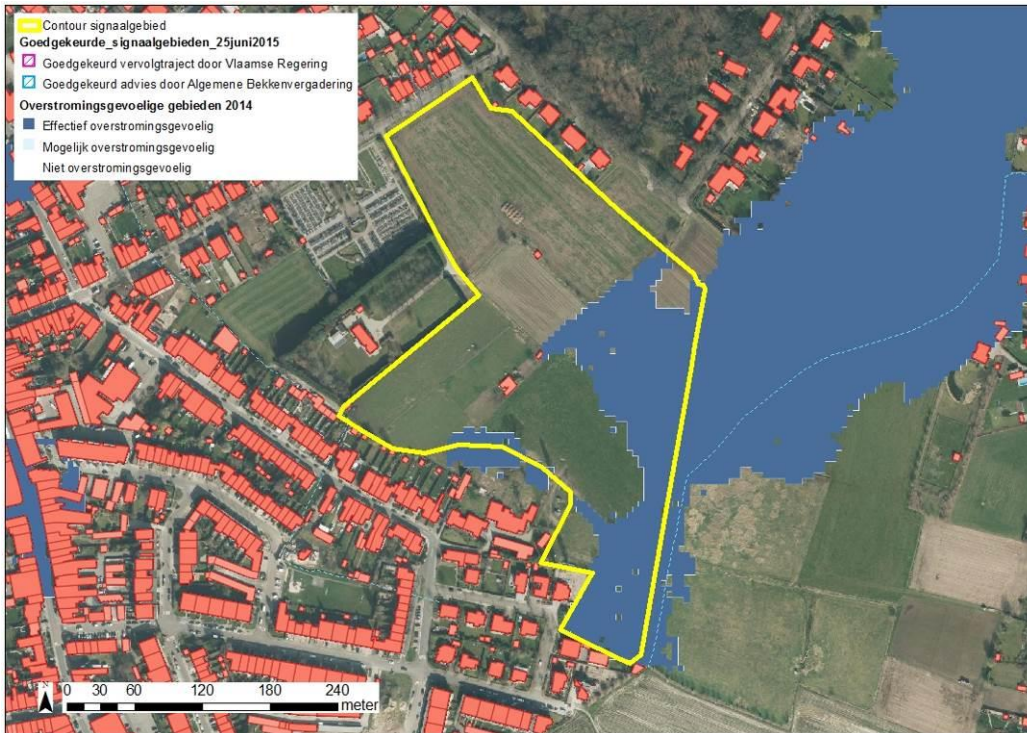 Contour signaalgebied
Goedgekeurde_signaalgebieden_25juni2015
Goedgekeurd vervolgtraject door Vlaamse Regering
Goedgekeurd advies door Algemene Bekkenvergadering
Overstromingsgevoelige gebieden 2014
Effectief overstromingsgevoelig
Mogelijk overstromingsgevoelig
Niet overstromingsgevoelig
N
0 30 60 120 180 240
meter